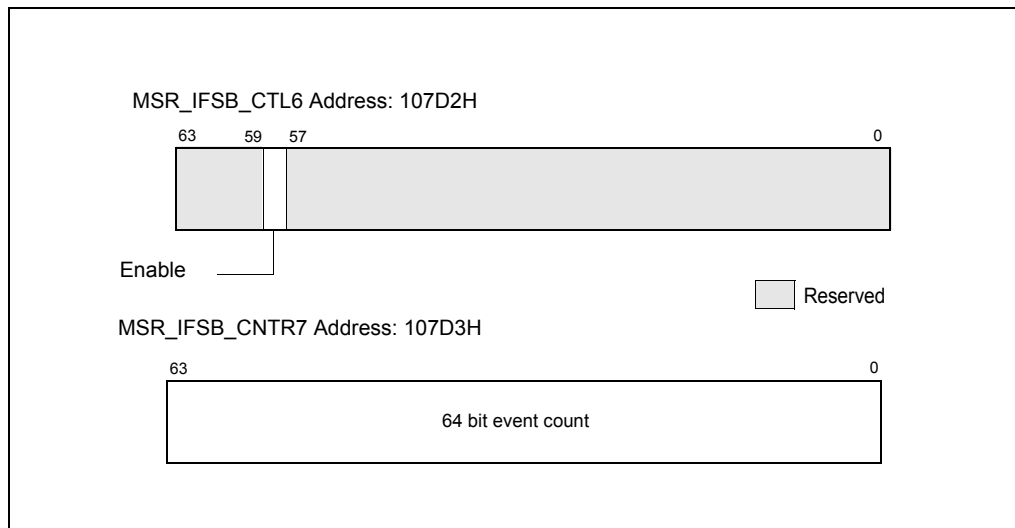 MSR_IFSB_CTL6 Address: 107D2H
63 59 57 0
Enable
Reserved
MSR_IFSB_CNTR7 Address: 107D3H
63 0
64 bit event count